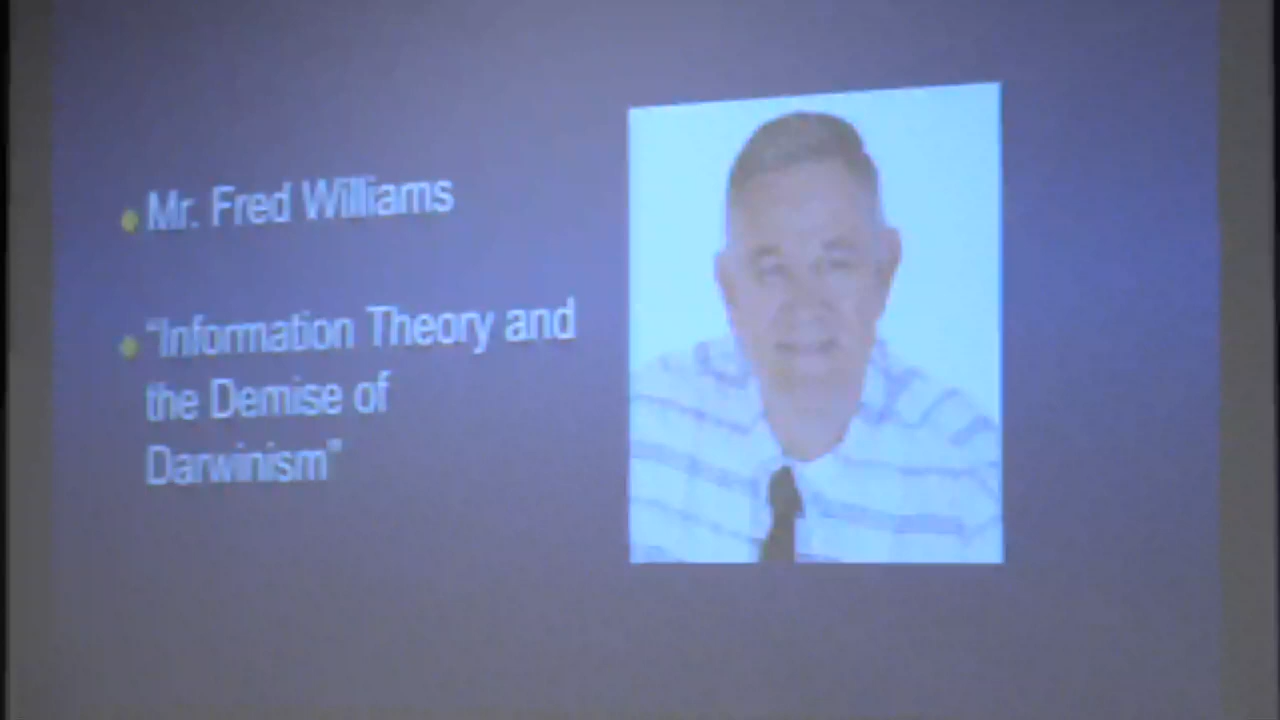 Mr. Fred Williams
"Information Theory and
the Demise of
Darwinism"